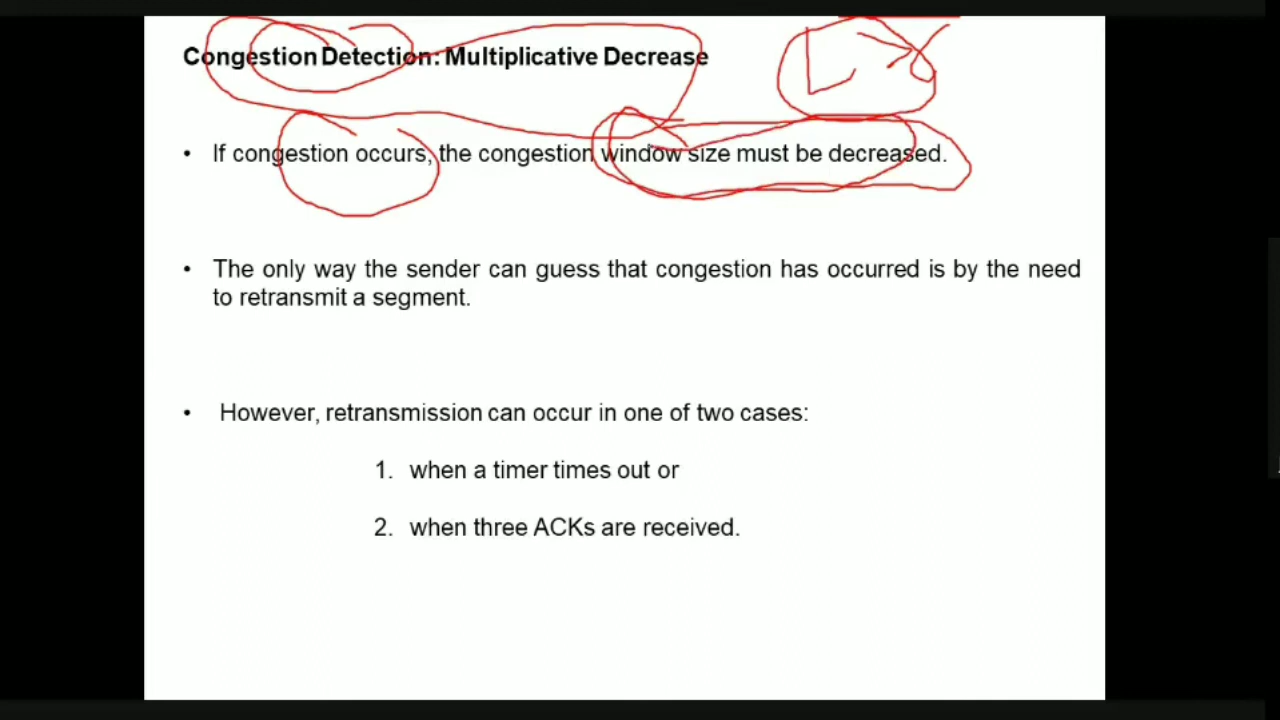 Congestion Detection: Multiplicative Decrease
• If congestion occurs, the congestion window size must be decreased.
• The only way the sender can guess that congestion has occurred is by the need
to retransmit a segment.
• However, retransmission can occur in one of two cases:
1. when a timer times out or
2. when three ACKs are received.